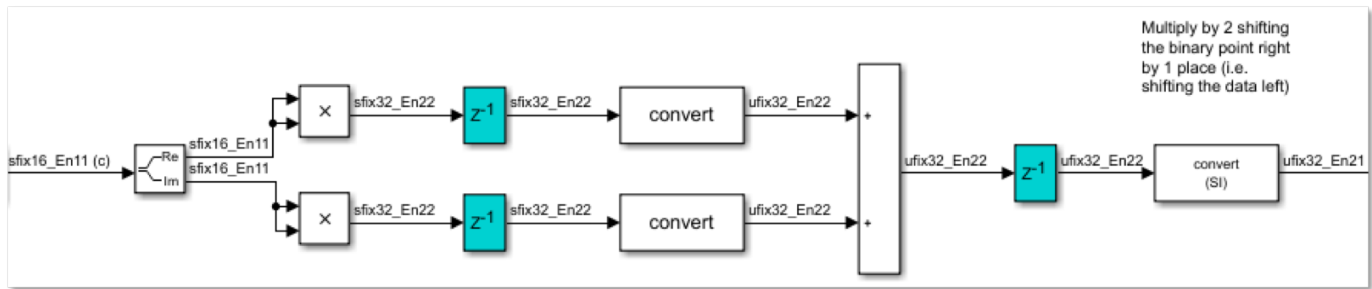 Multiply by 2 shifting
the binary point right
by 1 place (i.e.
shifting the data left)
sfix16_En11 (c)
Re
Im
sfix16_En11
sfix16_En11
×
sfix32_En22
z-1
sfix32_En22
convert
ufix32_En22
+
×
sfix32_En22
z-1
sfix32_En22
convert
ufix32_En22
+
ufix32_En22
z-1
ufix32_En22
convert
(SI)
ufix32_En21